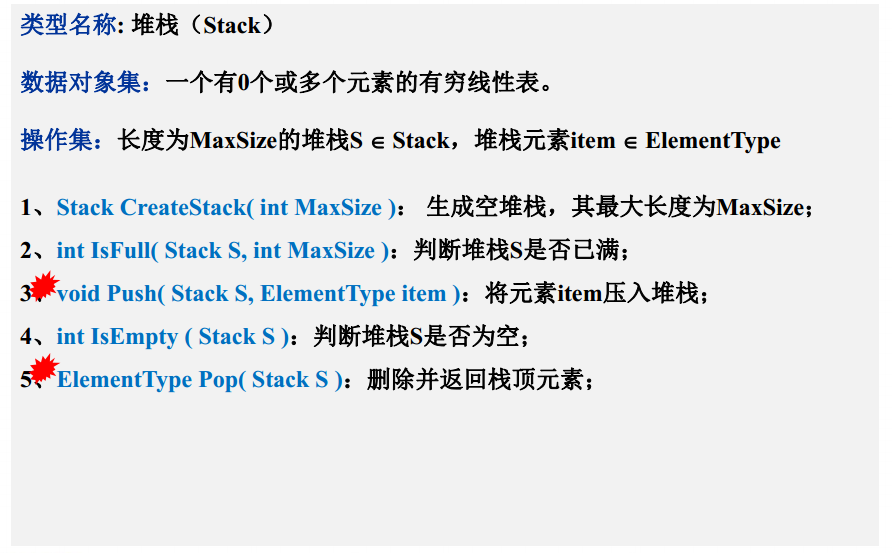 类型名称: 堆栈（Stack）
数据对象集：一个有0个或多个元素的有穷线性表。
操作集：长度为MaxSize的堆栈S ∈ Stack，堆栈元素item ∈ ElementType
1、Stack CreateStack( int MaxSize )： 生成空堆栈，其最大长度为MaxSize；
2、int IsFull( Stack S, int MaxSize )：判断堆栈S是否已满；
3、void Push( Stack S, ElementType item )：将元素item压入堆栈；
4、int IsEmpty ( Stack S )：判断堆栈S是否为空；
5、ElementType Pop( Stack S )：删除并返回栈顶元素；